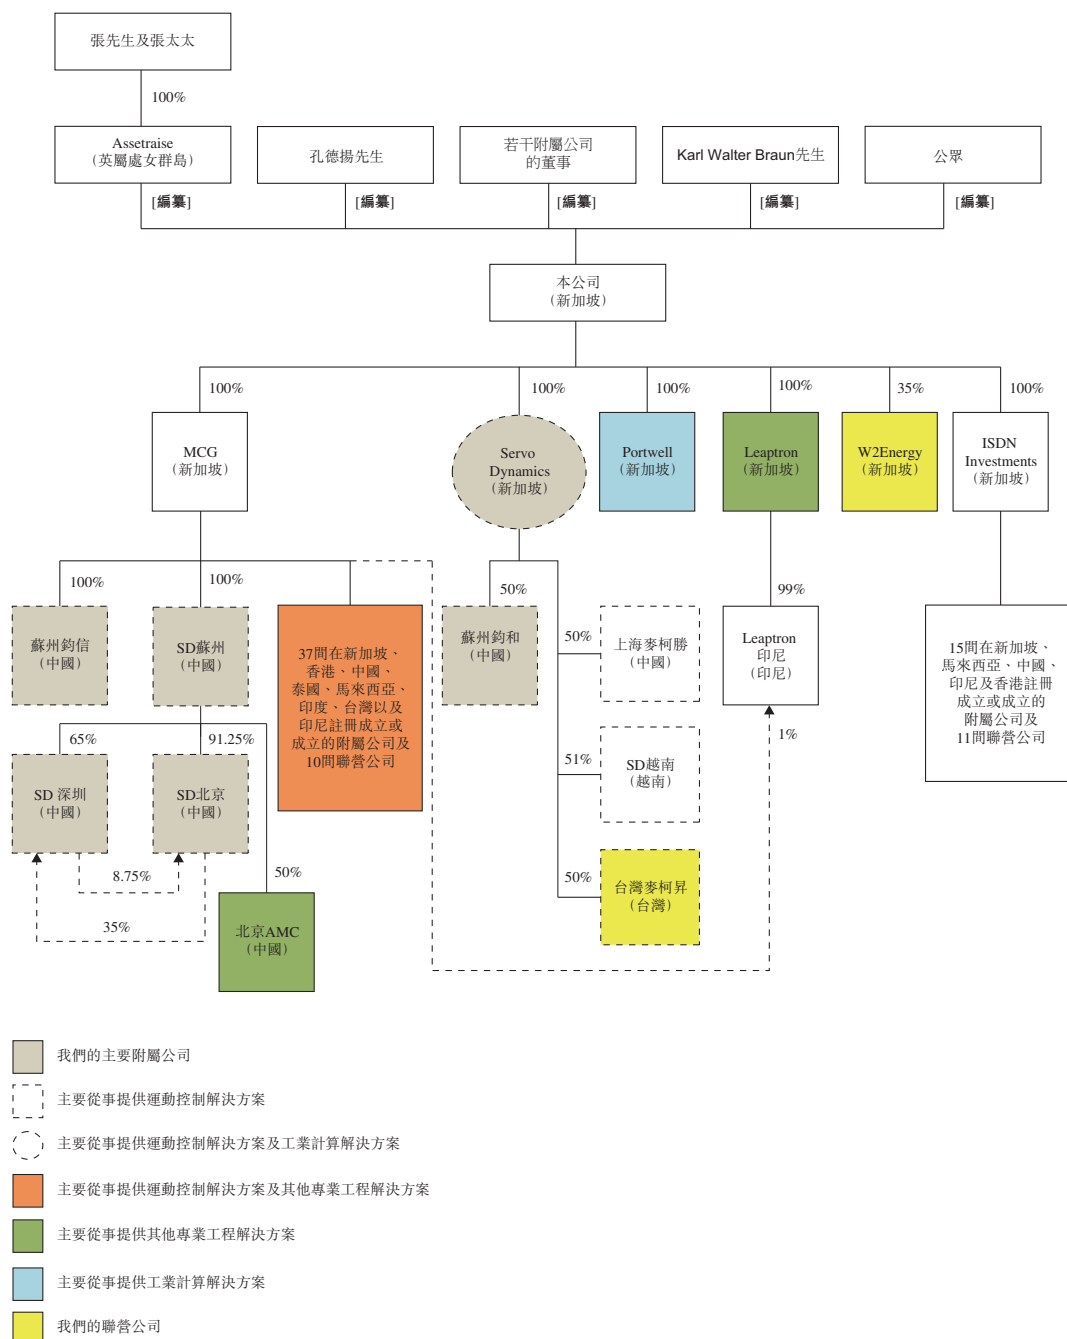 張先生及張太太
100%
Assetraise
（英屬處女群島）
孔德揚先生
若干附屬公司
的董事
Karl Walter Braun先生
公眾
[編纂]
[編纂]
[編纂]
[編纂]
[編纂]
本公司
（新加坡）
100%
100%
100%
100%
35%
100%
MCG
（新加坡）
Servo
Dynamics
（新加坡）
Portwell
（新加坡）
Leaptron
（新加坡）
W2Energy
（新加坡）
ISDN
Investments
（新加坡）
100%
100%
50%
99%
蘇州鈞信
（中國）
SD蘇州
（中國）
37間在新加坡、
香港、中國、
泰國、馬來西亞、
印度、台灣以及
印尼註冊成立或
成立的附屬公司及
10間聯營公司
蘇州鈞和
（中國）
50%
上海麥柯勝
（中國）
Leaptron
印尼
（印尼）
15間在新加坡、
馬來西亞、中國、
印尼及香港註冊
成立或成立的
附屬公司及
11間聯營公司
65%
91.25%
1%
SD 深圳
（中國）
SD北京
（中國）
51%
SD越南
（越南）
8.75%
50%
50%
台灣麥柯昇
（台灣）
35%
北京AMC
（中國）
我們的主要附屬公司
主要從事提供運動控制解決方案
主要從事提供運動控制解決方案及工業計算解決方案
主要從事提供運動控制解決方案及其他專業工程解決方案
主要從事提供其他專業工程解決方案
主要從事提供工業計算解決方案
我們的聯營公司